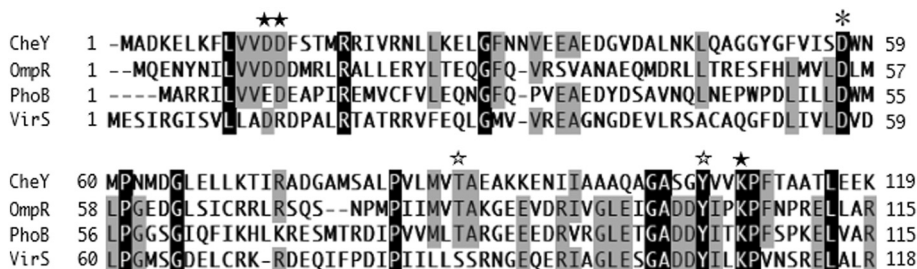 ★★ *
CheY 1 -MADKELKFLVVDDFSTMRRIVRNLLKELGFNNVEEAEDGVDALNKLQAGGYGFVISDWN 59
OmpR 1 --MQENYNILVVDDDMRLRALLERYLTEQGFQ-VRSVANAEQMDRLLTRESFHLMVLDLM 57
PhoB 1 ----MARRILVVEDEAPIREMVCFVLEQNGFQ-PVEAEDYDSAVNQLNEPWPDLILLDWM 55
VirS 1 MESIRGISVLLADRDPALRTATRRVFEQLGMV-VREAGNGDEVLRSACAQGFDLIVLDVD 59
☆ ☆ ★
CheY 60 MPNMDGLELLKTIRADGAMSALPVLMVTAEAKKENIIAAAQAGASGYVVKPFTAATLEEK 119
OmpR 58 LPGEDGLSICRRLRSQS--NPMPIIMVTAKGEEVDRIVGLEIGADDYIPKPFNPRELLAR 115
PhoB 56 LPGGSGIQFIKHLKRESMTRDIPVVMLTARGEEEDRVRGLETGADDYITKPFSPKELVAR 115
VirS 60 LPGMSGDELCRK-RDEQIFPDIPIILLSSRNGEQERIAGLESGADDYILKPVNSRELALR 118